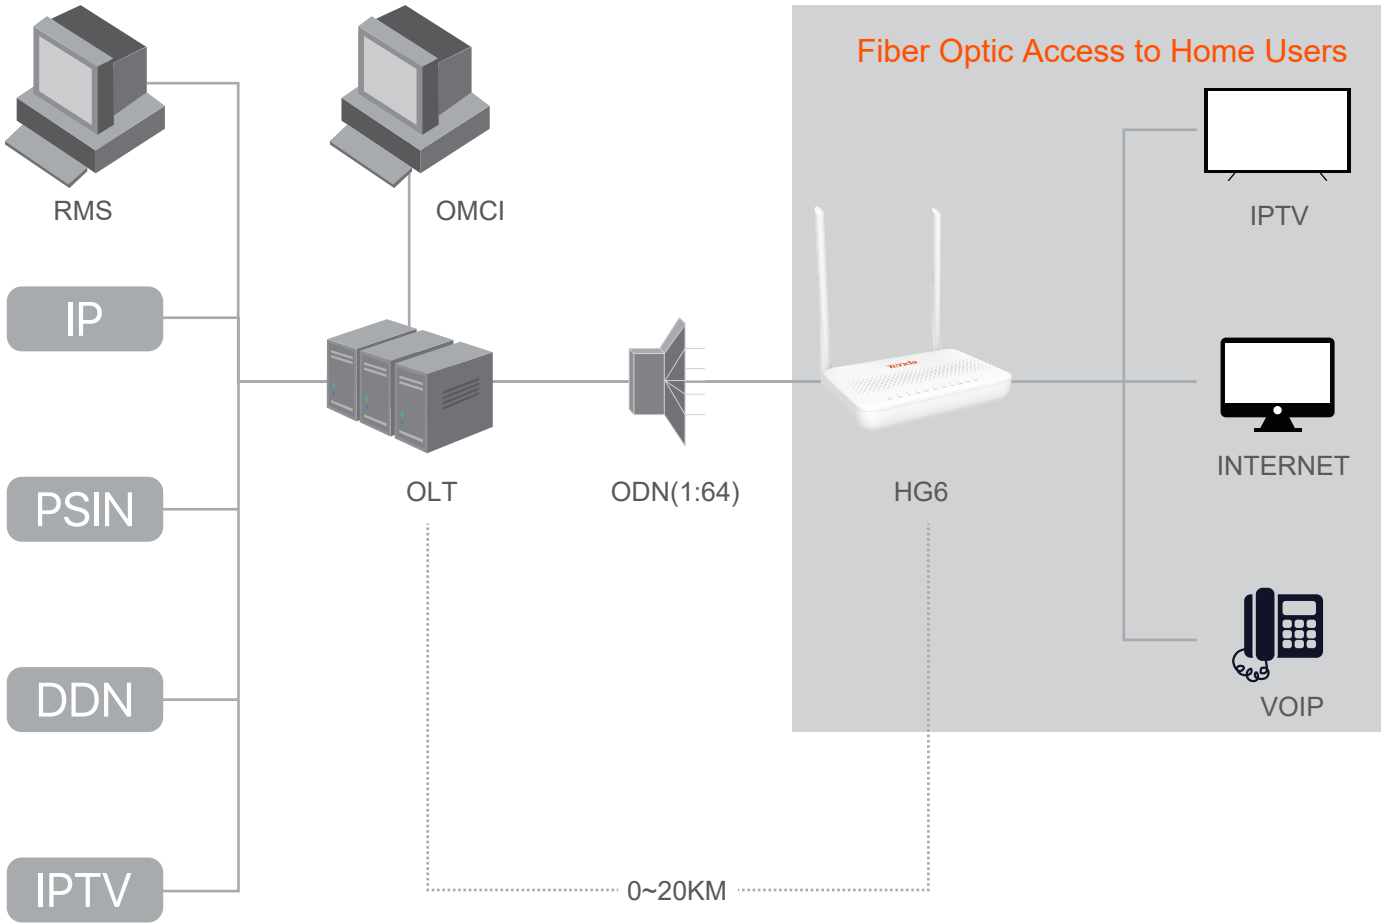 Fiber Optic Access to Home Users
RMS
OMCI
IPTV
IP
Tenda
INTERNET
PSIN
OLT
ODN(1:64)
HG6
DDN
VOIP
IPTV
0~20KM